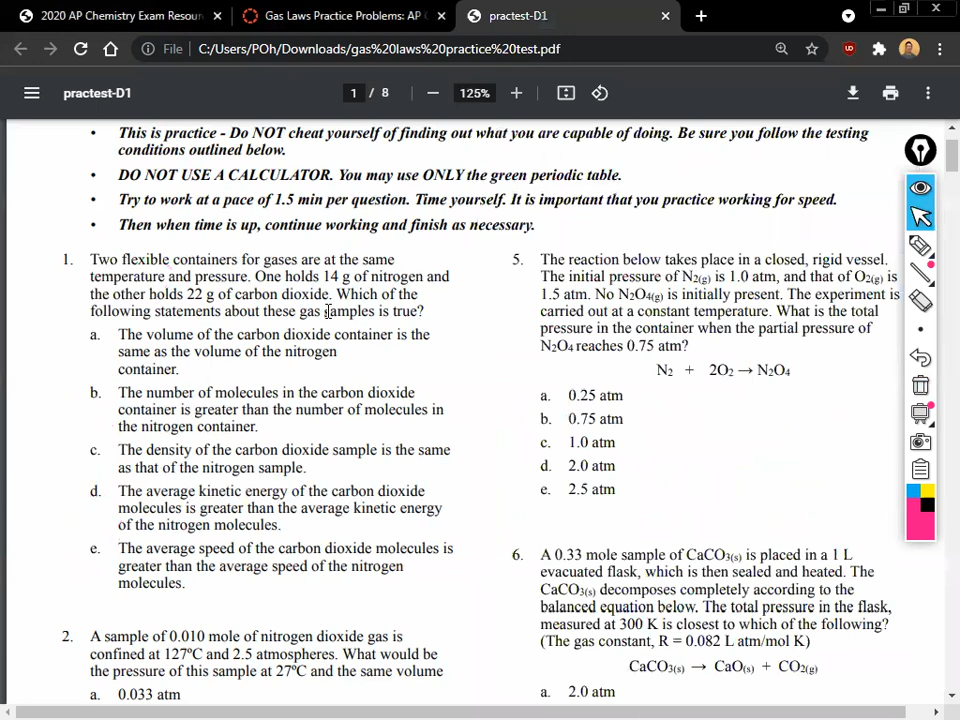 2020 AP Chemistry Exam Resour
Gas Laws Practice Problems: AP C
practest-D1
File
C:/Users/POh/Downloads/gas%20laws%20practice%20test.pdf
practest-D1
1 / 8
125%
• This is practice - Do NOT cheat yourself of finding out what you are capable of doing. Be sure you follow the testing
conditions outlined below.
• DO NOT USE A CALCULATOR. You may use ONLY the green periodic table.
• Try to work at a pace of 1.5 min per question. Time yourself. It is important that you practice working for speed.
• Then when time is up, continue working and finish as necessary.
1. Two flexible containers for gases are at the same
temperature and pressure. One holds 14 g of nitrogen and
the other holds 22 g of carbon dioxide. Which of the
following statements about these gas samples is true?
a. The volume of the carbon dioxide container is the
same as the volume of the nitrogen
container.
b. The number of molecules in the carbon dioxide
container is greater than the number of molecules in
the nitrogen container.
c. The density of the carbon dioxide sample is the same
as that of the nitrogen sample.
d. The average kinetic energy of the carbon dioxide
molecules is greater than the average kinetic energy
of the nitrogen molecules.
e. The average speed of the carbon dioxide molecules is
greater than the average speed of the nitrogen
molecules.
2. A sample of 0.010 mole of nitrogen dioxide gas is
confined at 127ºC and 2.5 atmospheres. What would be
the pressure of this sample at 27ºC and the same volume
a. 0.033 atm
5. The reaction below takes place in a closed, rigid vessel.
The initial pressure of N2(g) is 1.0 atm, and that of O2(g) is
1.5 atm. No N2O4(g) is initially present. The experiment is
carried out at a constant temperature. What is the total
pressure in the container when the partial pressure of
N2O4 reaches 0.75 atm?
N2 + 2O2 → N2O4
a. 0.25 atm
b. 0.75 atm
c. 1.0 atm
d. 2.0 atm
e. 2.5 atm
6. A 0.33 mole sample of CaCO3(s) is placed in a 1 L
evacuated flask, which is then sealed and heated. The
CaCO3(s) decomposes completely according to the
balanced equation below. The total pressure in the flask,
measured at 300 K is closest to which of the following?
(The gas constant, R = 0.082 L atm/mol K)
CaCO3(s) → CaO(s) + CO2(g)
a. 2.0 atm